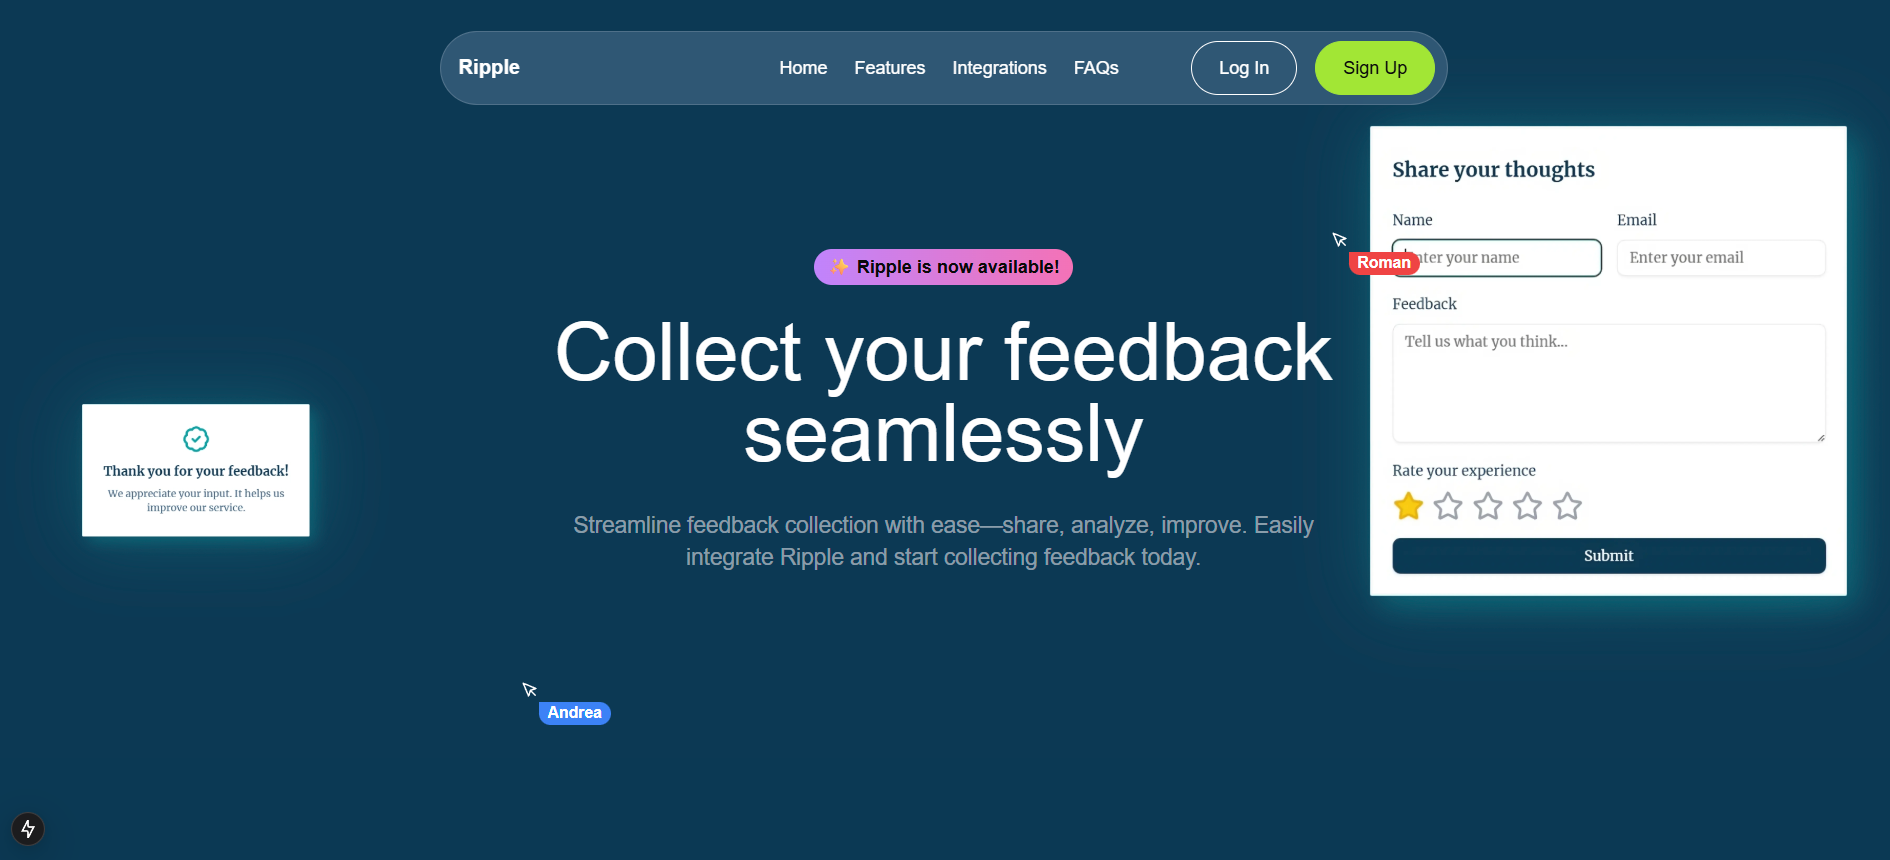 Ripple
Home
Features
Integrations
FAQs
Log In
Sign Up
✨ Ripple is now available!
Collect your feedback
seamlessly
Streamline feedback collection with ease—share, analyze, improve. Easily
integrate Ripple and start collecting feedback today.
Thank you for your feedback!
We appreciate your input. It helps us
improve our service.
Andrea
Share your thoughts
Name
Email
Roman
your name
Enter your email
Feedback
Tell us what you think...
Rate your experience
Submit